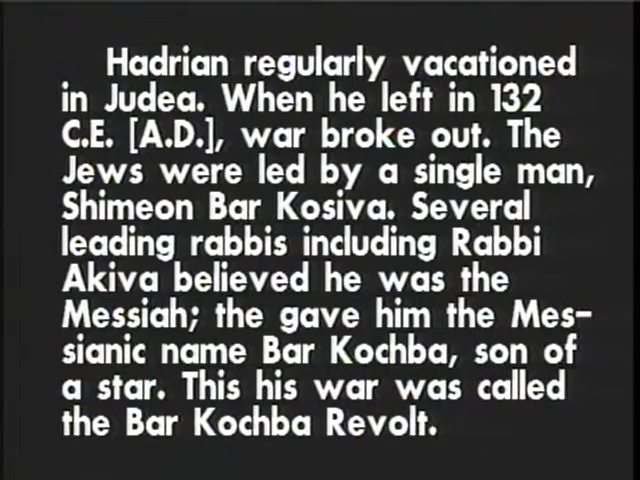 Hadrian regularly vacationed
in Judea. When he left in 132
C.E. [A.D.], war broke out. The
Jews were led by a single man,
Shimeon Bar Kosiva. Several
leading rabbis including Rabbi
Akiva believed he was the
Messiah; the gave him the Mes-
sianic name Bar Kochba, son of
a star. This his war was called
the Bar Kochba Revolt.